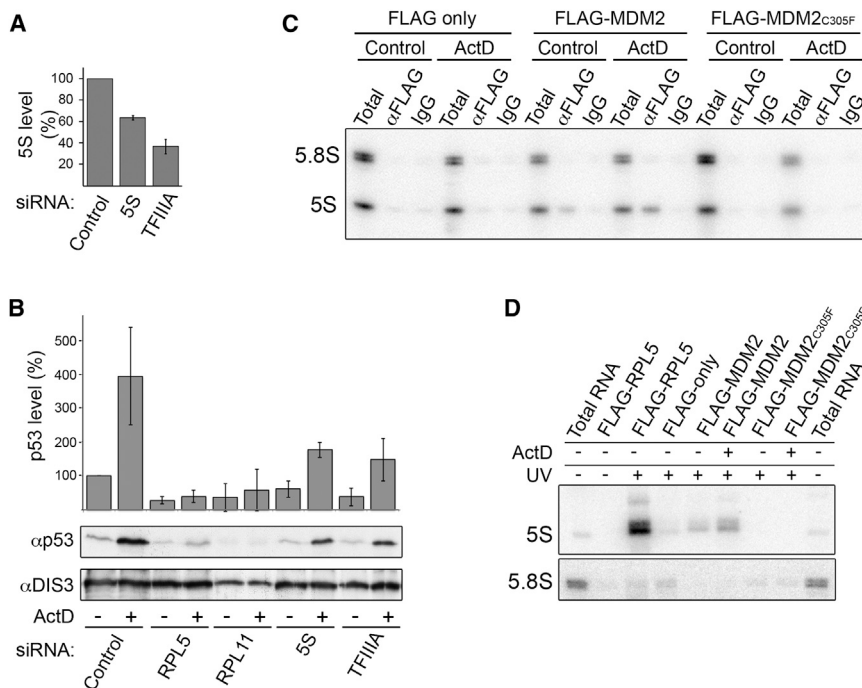 A
5S level
(%)
100
80
60
40
20
siRNA:
Control
5S
TFIIIA
B
p53 level (%)
500
400
300
200
100
αp53
αDIS3
ActD - + - + - + - + - +
siRNA:
Control
RPL5
RPL11
5S
TFIIIA
C
FLAG only FLAG-MDM2 FLAG-MDM2C305F
Control ActD Control ActD Control ActD
Total αFLAG IgG Total αFLAG IgG Total αFLAG IgG Total αFLAG IgG Total αFLAG IgG Total αFLAG IgG
5.8S
5S
D
Total RNA
FLAG-RPL5
FLAG-RPL5
FLAG-only
FLAG-MDM2
FLAG-MDM2
FLAG-MDM2C305F
FLAG-MDM2C305F
Total RNA
ActD - - - - - + - + -
UV - - + + + + + + -
5S
5.8S